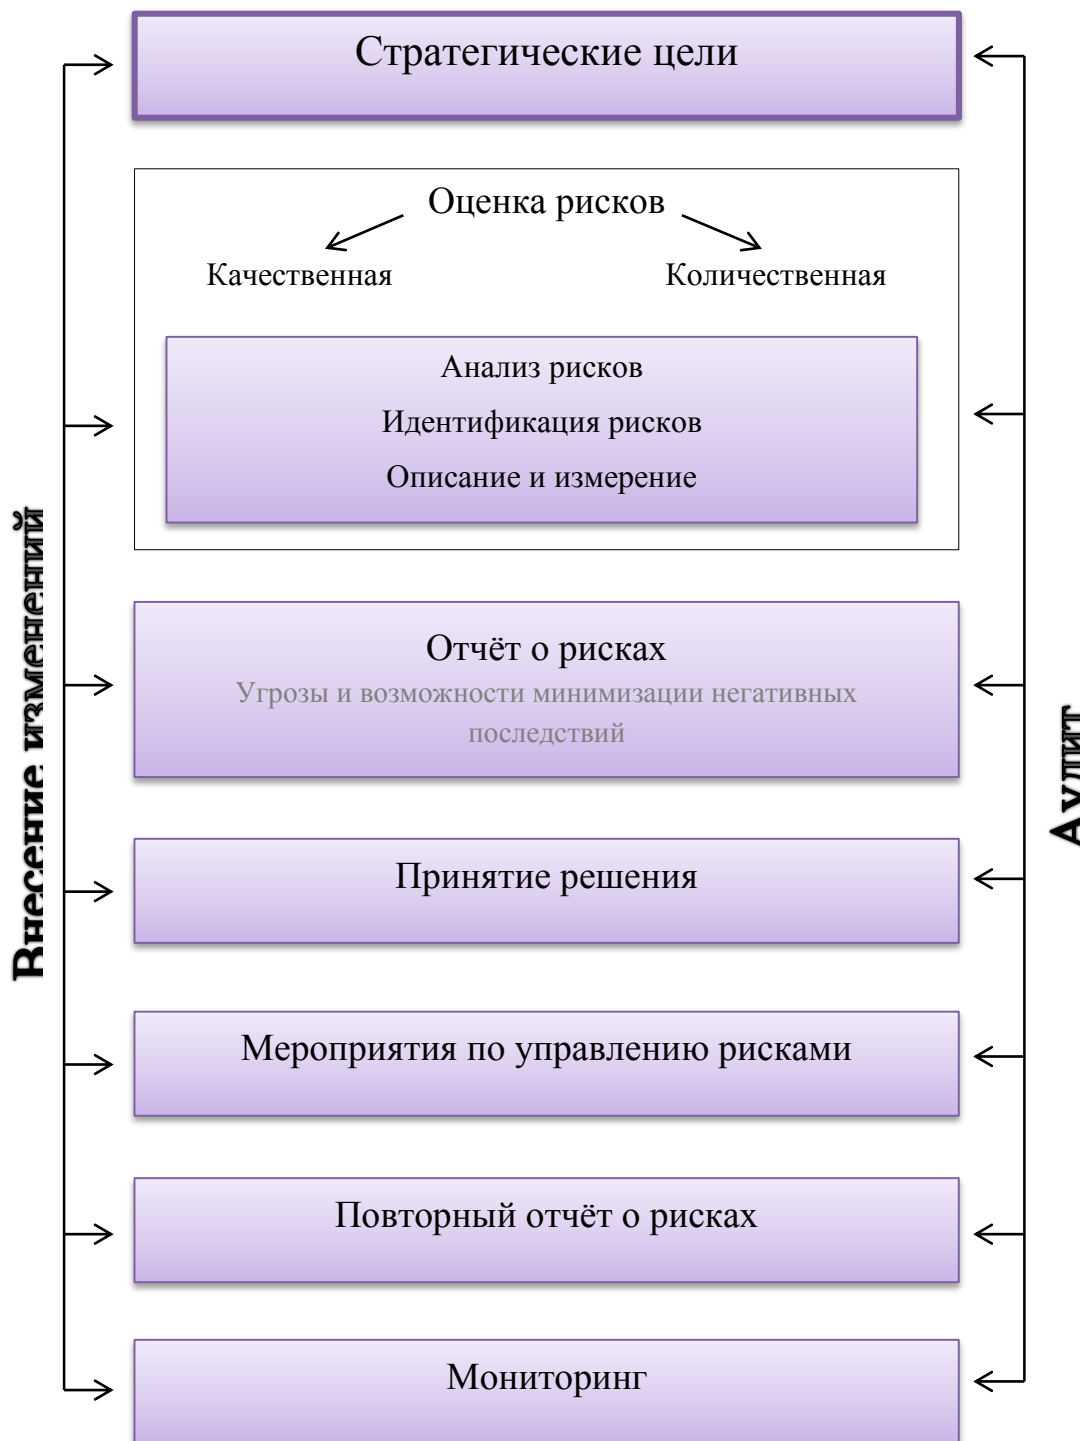 Стратегические цели
Оценка рисков
Качественная
Количественная
Анализ рисков
Идентификация рисков
Описание и измерение
Внесение изменений
Отчёт о рисках
Угрозы и возможности минимизации негативных
последствий
Аудит
Принятие решения
Мероприятия по управлению рисками
Повторный отчёт о рисках
Мониторинг